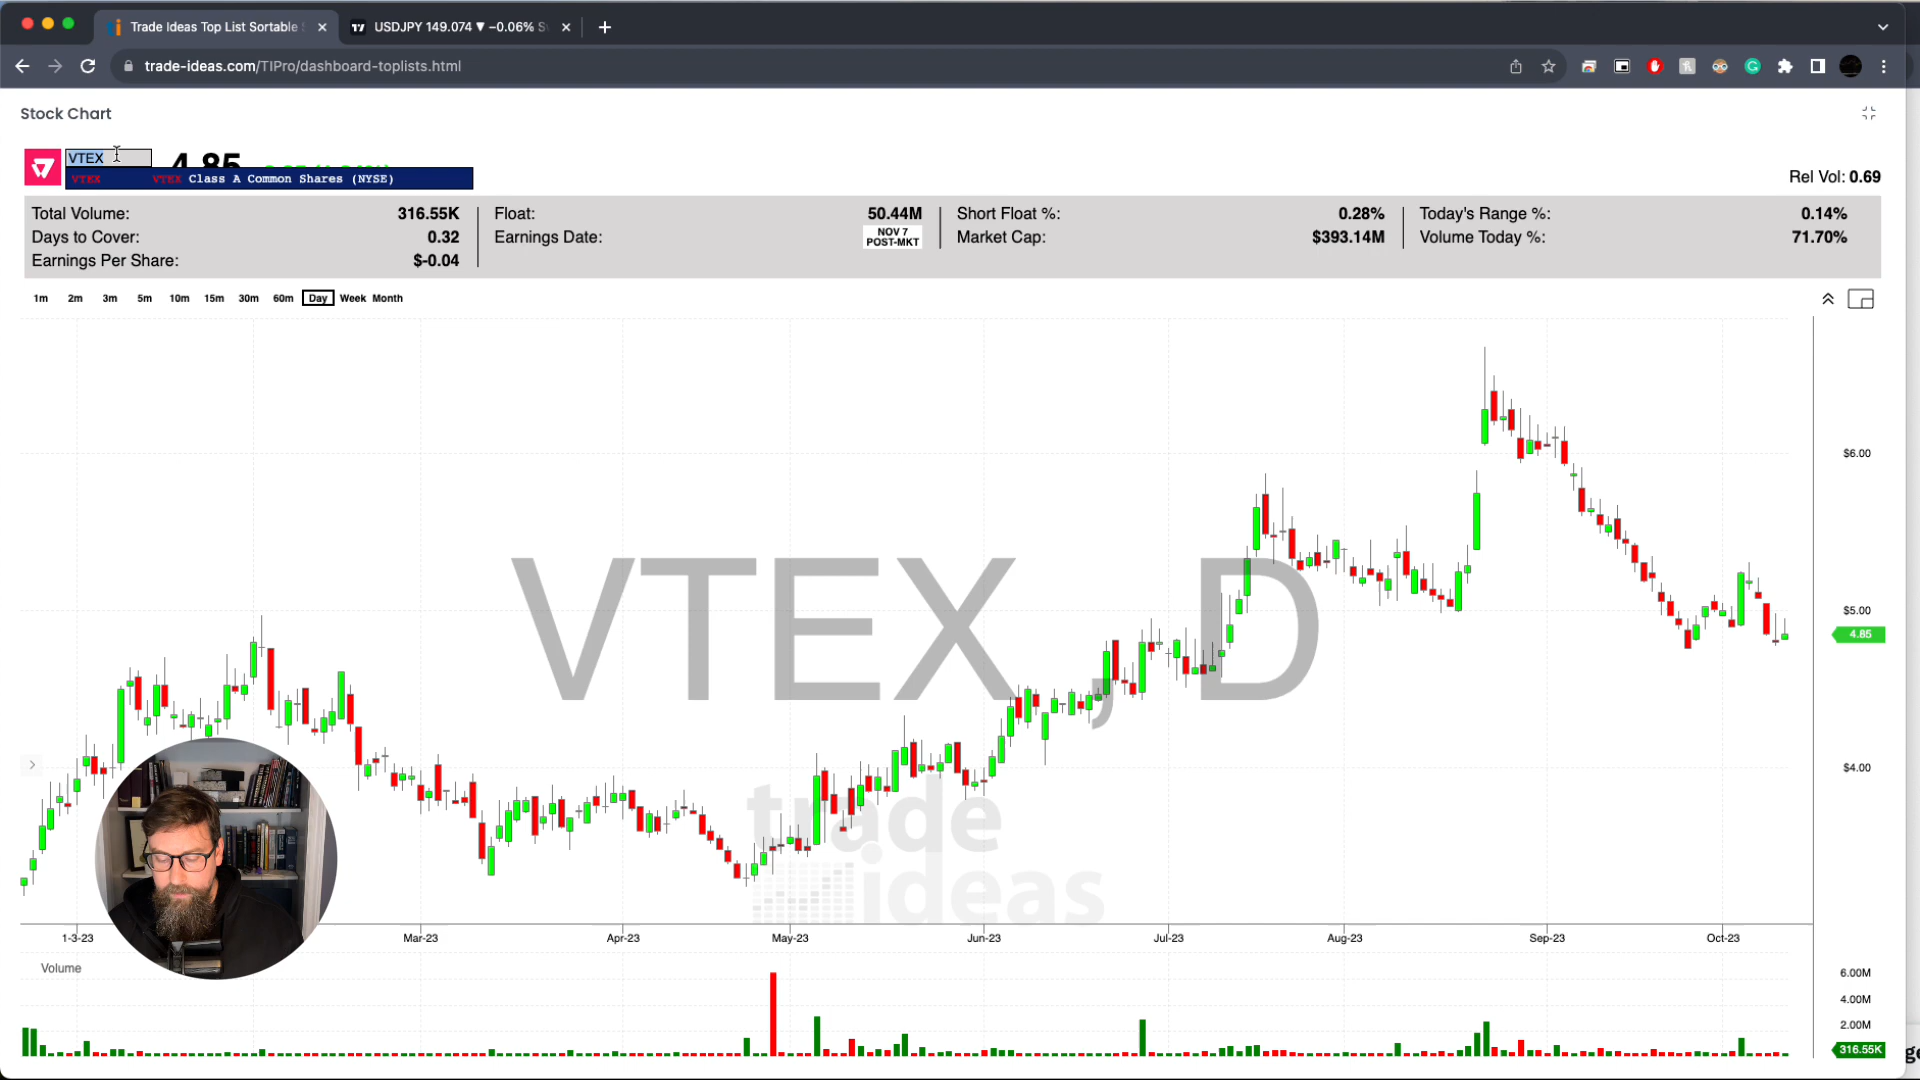 Trade Ideas Top List Sortable
USDJPY 149.074 ▼ −0.06%
trade-ideas.com/TIPro/dashboard-toplists.html
Stock Chart
VTEX
4.85
VTEX VTEX Class A Common Shares (NYSE)
Rel Vol: 0.69
Total Volume: 316.55K Float: 50.44M Short Float %: 0.28% Today's Range %: 0.14%
Days to Cover: 0.32 Earnings Date: NOV 7 POST-MKT Market Cap: $393.14M Volume Today %: 71.70%
Earnings Per Share: $-0.04
1m 2m 3m 5m 10m 15m 30m 60m Day Week Month
$6.00
VTEX, D
$5.00
4.85
$4.00
trade
ideas
1-3-23 Mar-23 Apr-23 May-23 Jun-23 Jul-23 Aug-23 Sep-23 Oct-23
Volume
6.00M
4.00M
2.00M
316.55K